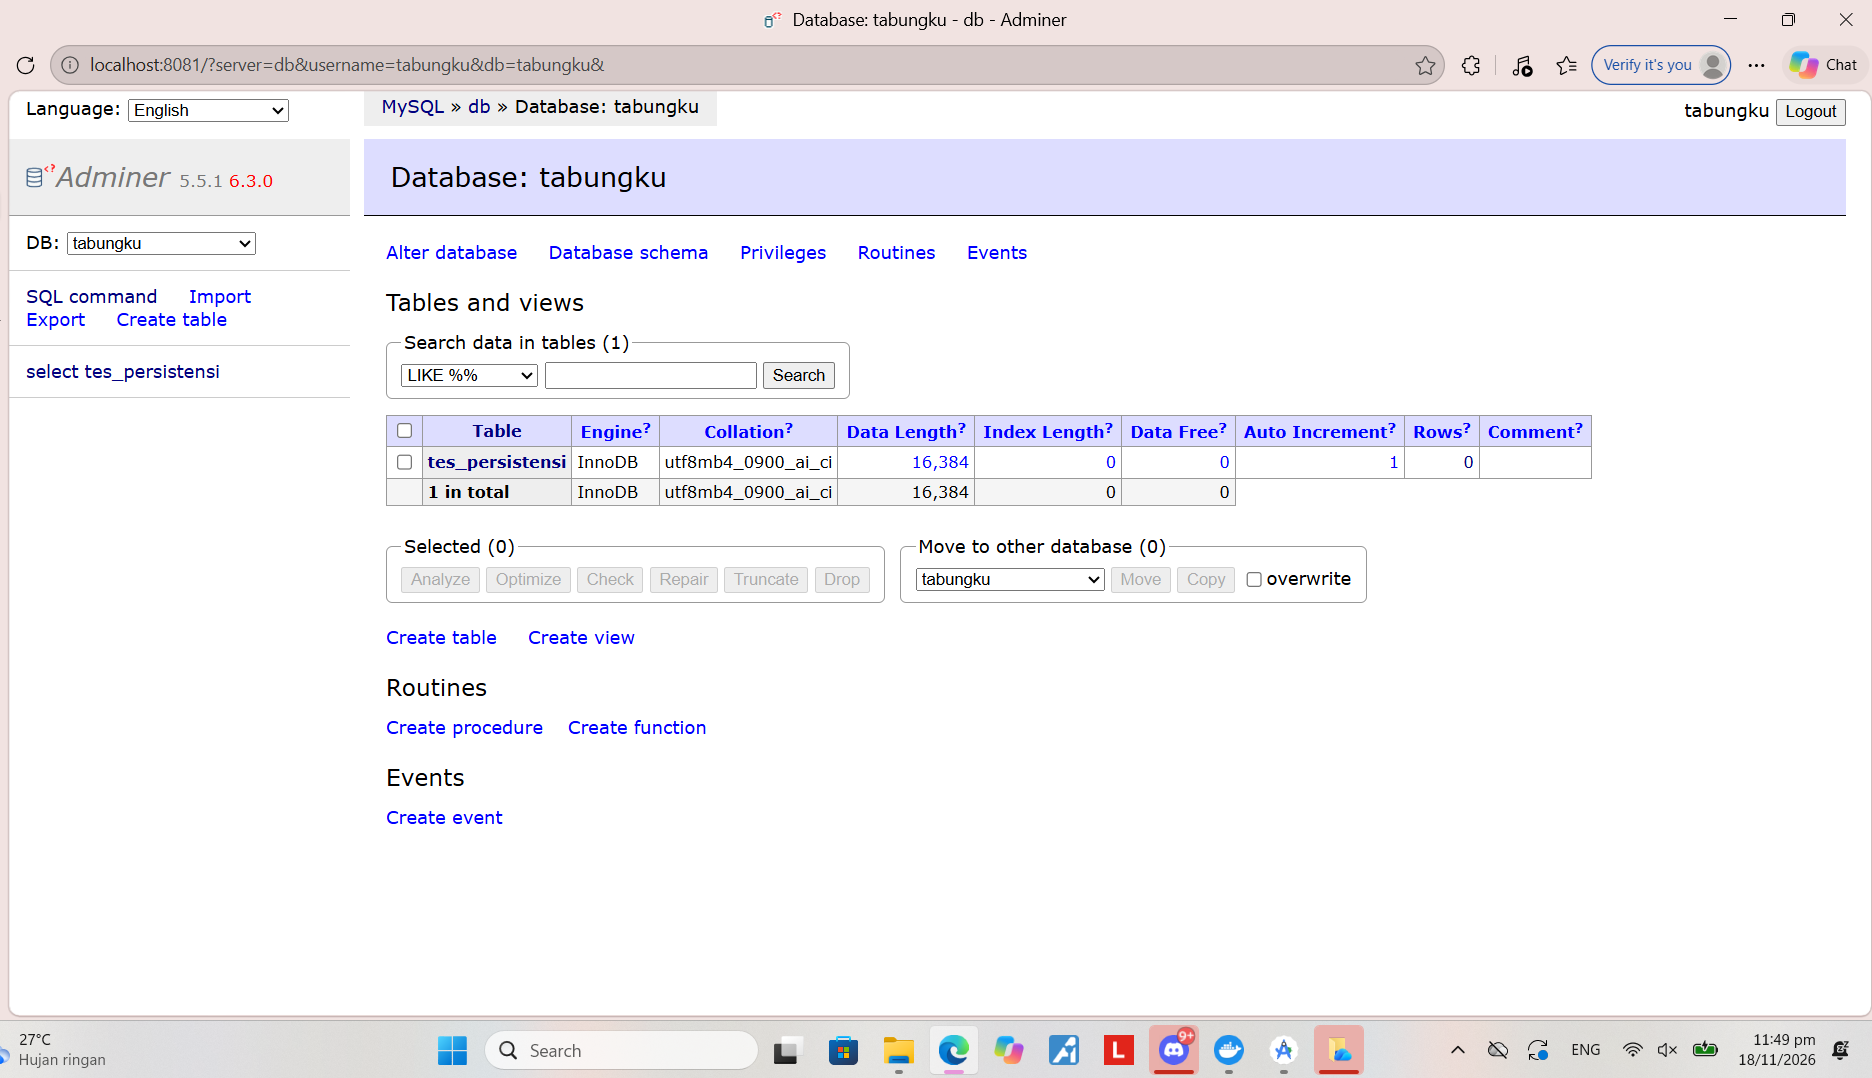 Database: tabungku - db - Adminer
localhost:8081/?server=db&username=tabungku&db=tabungku&
Verify it's you
Chat
Language: English
MySQL » db » Database: tabungku
tabungku Logout
Adminer 5.5.1 6.3.0
Database: tabungku
DB: tabungku
SQL command Import
Export Create table
select tes_persistensi
Alter database Database schema Privileges Routines Events
Tables and views
Search data in tables (1)
LIKE %% Search
Table Engine? Collation? Data Length? Index Length? Data Free? Auto Increment? Rows? Comment?
tes_persistensi InnoDB utf8mb4_0900_ai_ci 16,384 0 0 1 0
1 in total InnoDB utf8mb4_0900_ai_ci 16,384 0 0
Selected (0)
Analyze Optimize Check Repair Truncate Drop
Move to other database (0)
tabungku Move Copy overwrite
Create table Create view
Routines
Create procedure Create function
Events
Create event
27°C
Hujan ringan
Search
L
9+
ENG
11:49 pm
18/11/2026